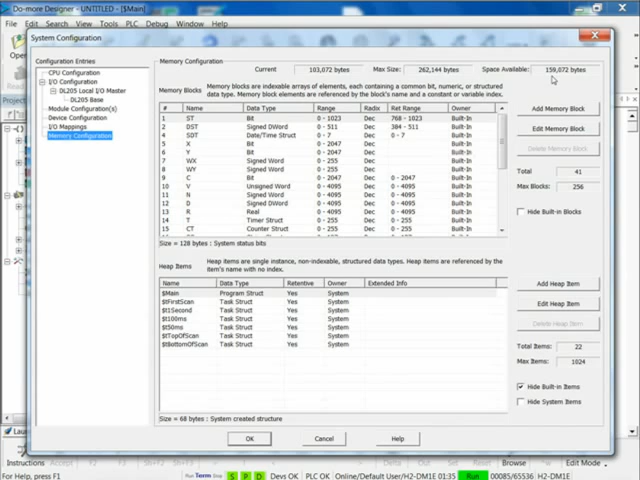 Do-more Designer - UNTITLED - [$Main]
File Edit Search View Tools PLC Debug Window Help
System Configuration
Configuration Entries
CPU Configuration
I/O Configuration
DL205 Local I/O Master
DL205 Base
Module Configuration(s)
Device Configuration
I/O Mappings
Memory Configuration
Memory Configuration
Current 103,072 bytes Max Size: 262,144 bytes Space Available: 159,072 bytes
Memory Blocks
Memory blocks are indexable arrays of elements, each containing a common bit, numeric, or structured data type. Memory block elements are referenced by the block's name and a constant or variable index.
# Name Data Type Range Radix Ret Range Owner
1 ST Bit 0 - 1023 Dec 768 - 1023 Built-In
2 DST Signed DWord 0 - 511 Dec 384 - 511 Built-In
4 SDT Date/Time Struct 0 - 7 Dec 0 - 7 Built-In
5 X Bit 0 - 2047 Dec Built-In
6 Y Bit 0 - 2047 Dec Built-In
7 WX Signed Word 0 - 255 Dec Built-In
8 WY Signed Word 0 - 255 Dec Built-In
9 C Bit 0 - 4095 Dec 0 - 4095 Built-In
10 V Unsigned Word 0 - 4095 Dec 0 - 4095 Built-In
11 N Signed Word 0 - 4095 Dec 0 - 4095 Built-In
12 D Signed DWord 0 - 4095 Dec 0 - 4095 Built-In
13 R Real 0 - 4095 Dec 0 - 4095 Built-In
14 T Timer Struct 0 - 255 Dec 0 - 255 Built-In
15 CT Counter Struct 0 - 255 Dec 0 - 255 Built-In
Size = 128 bytes : System status bits
Add Memory Block
Edit Memory Block
Delete Memory Block
Total 41
Max Blocks: 256
Hide Built-in Blocks
Heap Items
Heap items are single instance, non-indexable, structured data types. Heap items are referenced by the item's name with no index.
Name Data Type Retentive Owner Extended Info
$Main Program Struct Yes System
$tFirstScan Task Struct Yes System
$t1Second Task Struct Yes System
$t100ms Task Struct Yes System
$t50ms Task Struct Yes System
$tTopOfScan Task Struct Yes System
$tBottomOfScan Task Struct Yes System
Size = 68 bytes : System created structure
Add Heap Item
Edit Heap Item
Delete Heap Item
Total Items: 22
Max Items: 1024
Hide Built-in Items
Hide System Items
OK Cancel Help
Instructions Browse Edit Mode
For Help, press F1 Run Term Stop S P D Devs OK PLC OK Online/Default User/H2-DM1E 01:35 Run 00085/65536 H2-DM1E